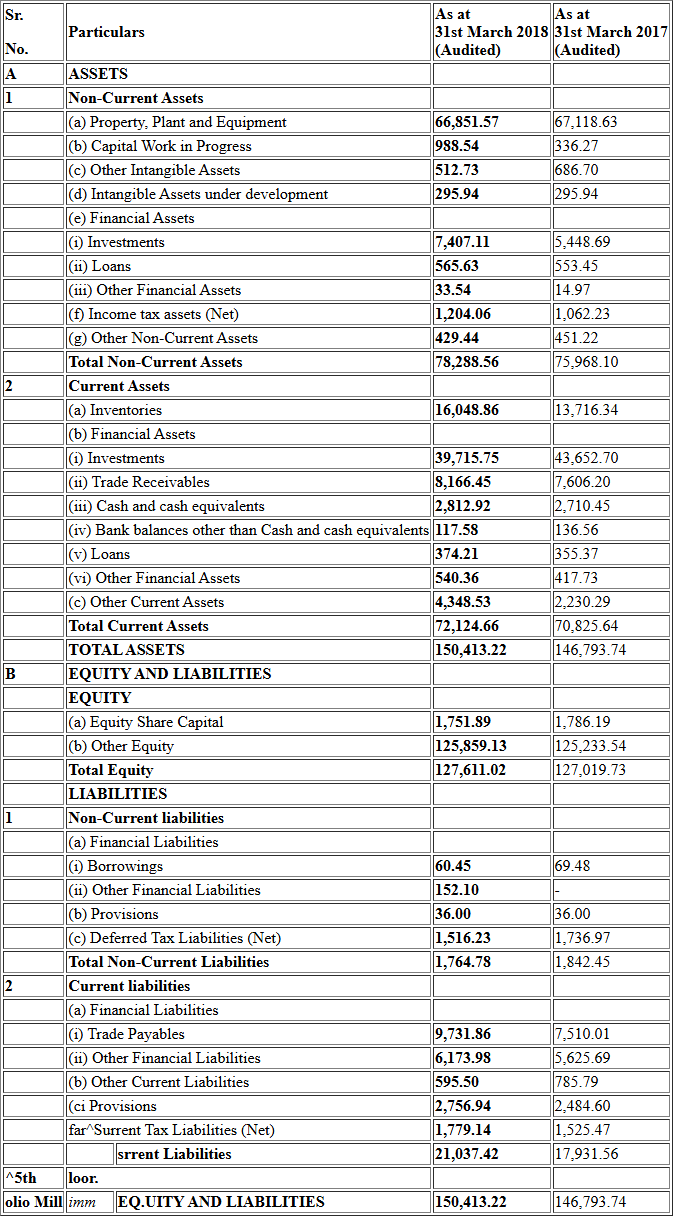 Sr.
No.
Particulars
As at
31st March 2018
(Audited)
As at
31st March 2017
(Audited)
A ASSETS
1 Non-Current Assets
(a) Property, Plant and Equipment 66,851.57 67,118.63
(b) Capital Work in Progress 988.54 336.27
(c) Other Intangible Assets 512.73 686.70
(d) Intangible Assets under development 295.94 295.94
(e) Financial Assets
(i) Investments 7,407.11 5,448.69
(ii) Loans 565.63 553.45
(iii) Other Financial Assets 33.54 14.97
(f) Income tax assets (Net) 1,204.06 1,062.23
(g) Other Non-Current Assets 429.44 451.22
Total Non-Current Assets 78,288.56 75,968.10
2 Current Assets
(a) Inventories 16,048.86 13,716.34
(b) Financial Assets
(i) Investments 39,715.75 43,652.70
(ii) Trade Receivables 8,166.45 7,606.20
(iii) Cash and cash equivalents 2,812.92 2,710.45
(iv) Bank balances other than Cash and cash equivalents 117.58 136.56
(v) Loans 374.21 355.37
(vi) Other Financial Assets 540.36 417.73
(c) Other Current Assets 4,348.53 2,230.29
Total Current Assets 72,124.66 70,825.64
TOTAL ASSETS 150,413.22 146,793.74
B EQUITY AND LIABILITIES
EQUITY
(a) Equity Share Capital 1,751.89 1,786.19
(b) Other Equity 125,859.13 125,233.54
Total Equity 127,611.02 127,019.73
LIABILITIES
1 Non-Current liabilities
(a) Financial Liabilities
(i) Borrowings 60.45 69.48
(ii) Other Financial Liabilities 152.10 -
(b) Provisions 36.00 36.00
(c) Deferred Tax Liabilities (Net) 1,516.23 1,736.97
Total Non-Current Liabilities 1,764.78 1,842.45
2 Current liabilities
(a) Financial Liabilities
(i) Trade Payables 9,731.86 7,510.01
(ii) Other Financial Liabilities 6,173.98 5,625.69
(b) Other Current Liabilities 595.50 785.79
(ci Provisions 2,756.94 2,484.60
far^Surrent Tax Liabilities (Net) 1,779.14 1,525.47
srrent Liabilities 21,037.42 17,931.56
^5th loor.
olio Mill imm EQ.UITY AND LIABILITIES 150,413.22 146,793.74